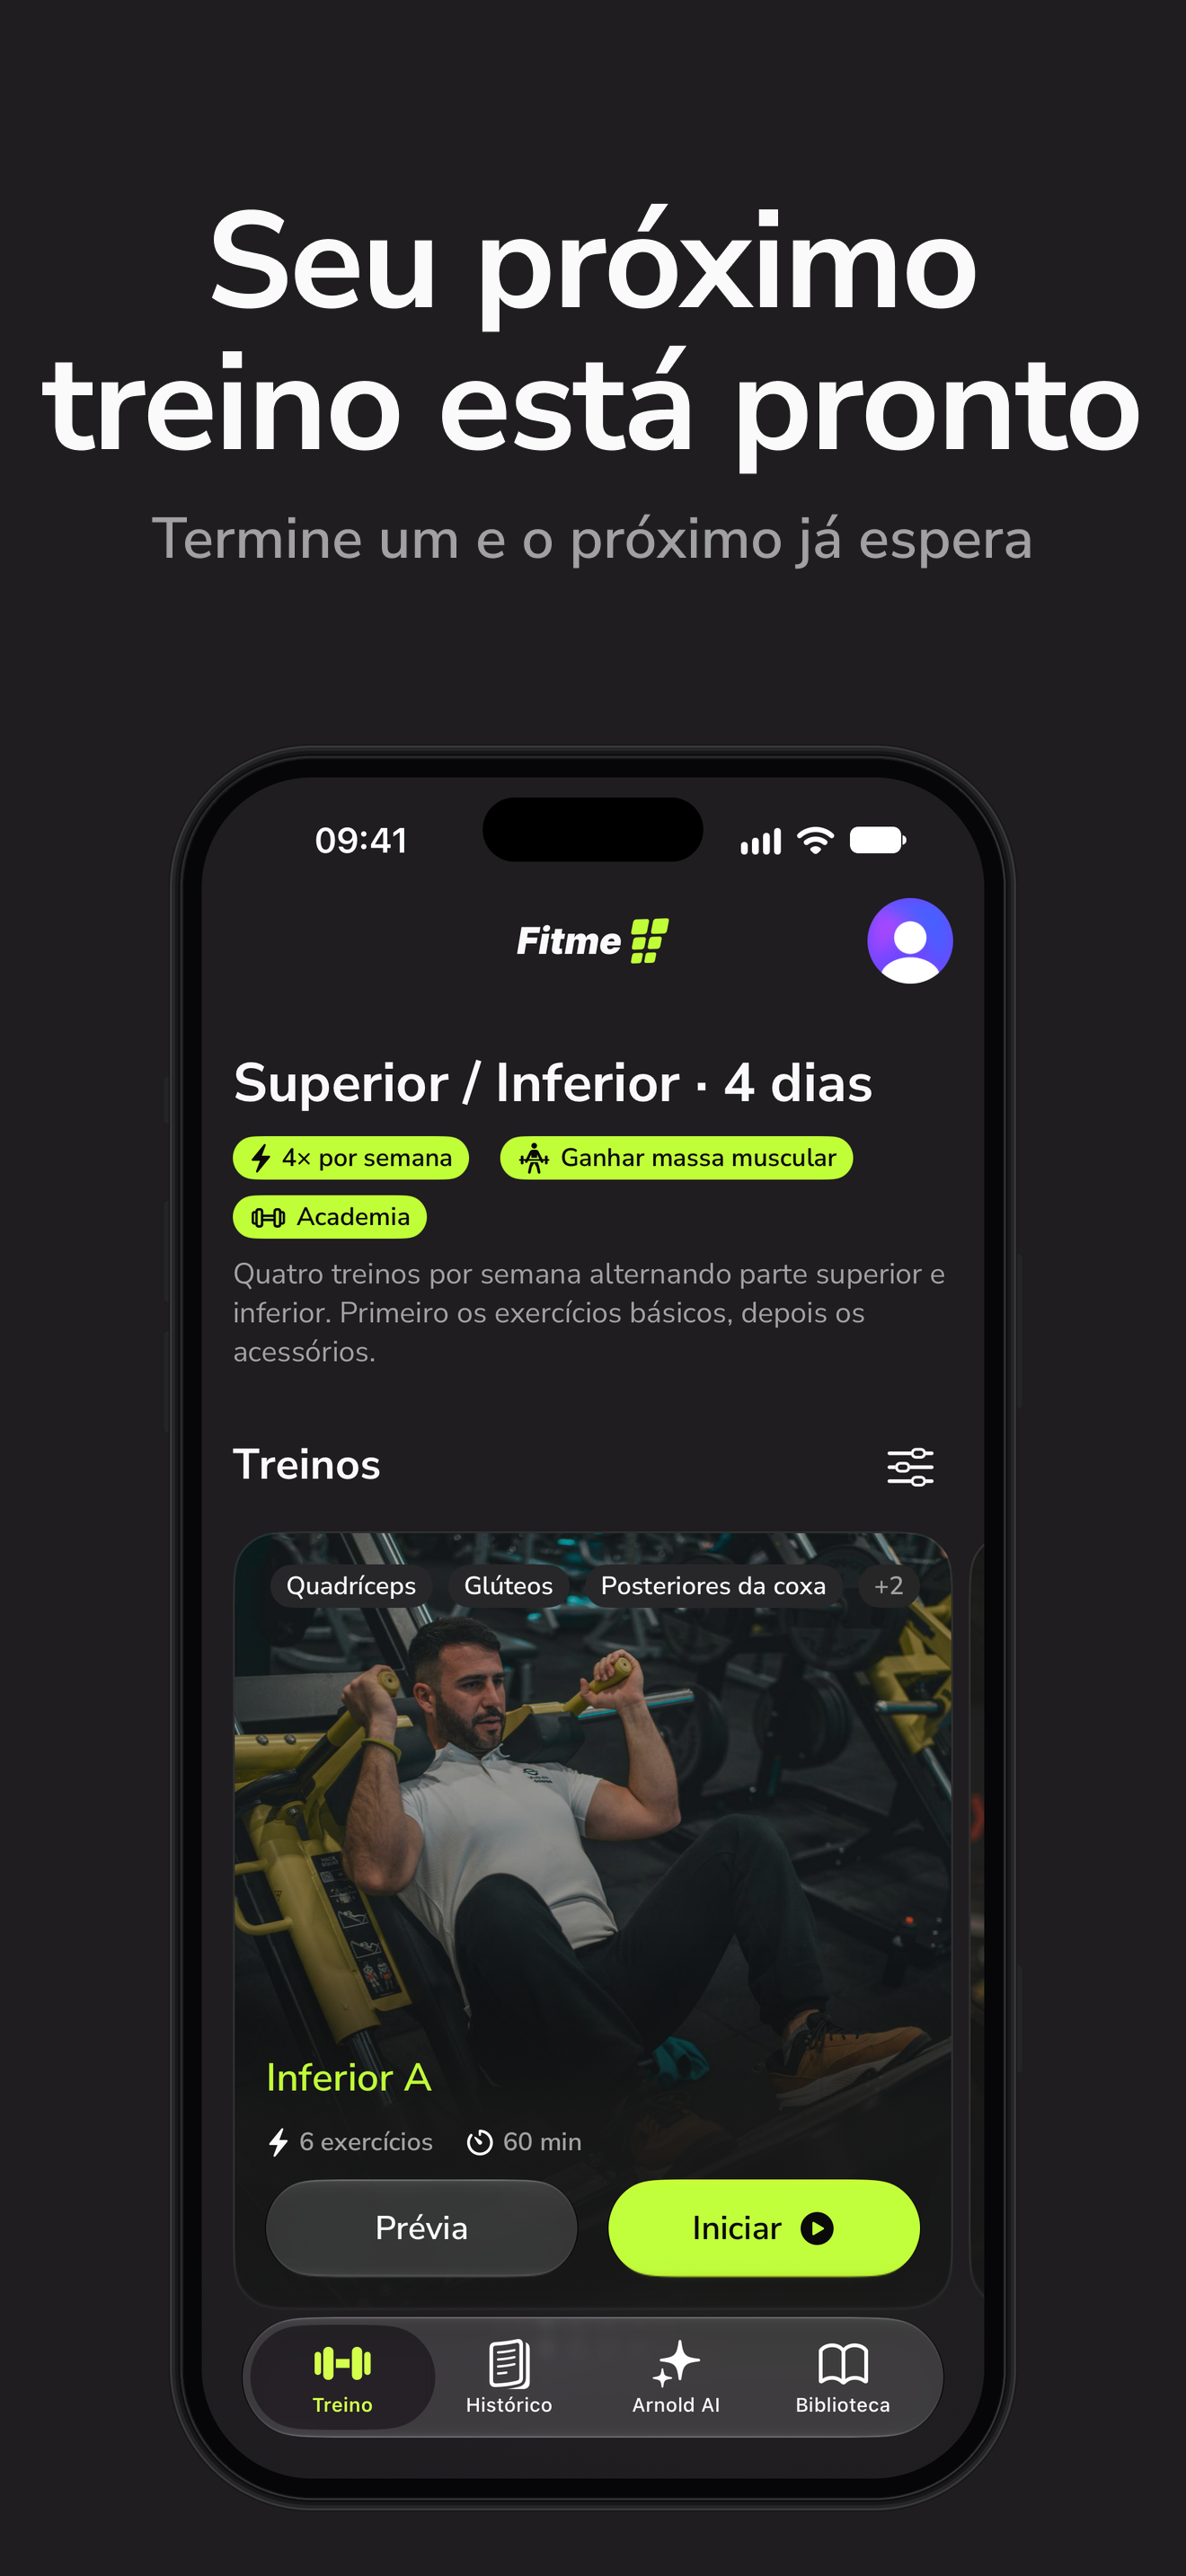 Seu próximo
treino está pronto
Termine um e o próximo já espera
09:41
Fitme
Superior / Inferior · 4 dias
4× por semana
Ganhar massa muscular
Academia
Quatro treinos por semana alternando parte superior e
inferior. Primeiro os exercícios básicos, depois os
acessórios.
Treinos
Quadríceps
Glúteos
Posteriores da coxa
+2
Inferior A
6 exercícios
60 min
Prévia
Iniciar
Treino
Histórico
Arnold AI
Biblioteca